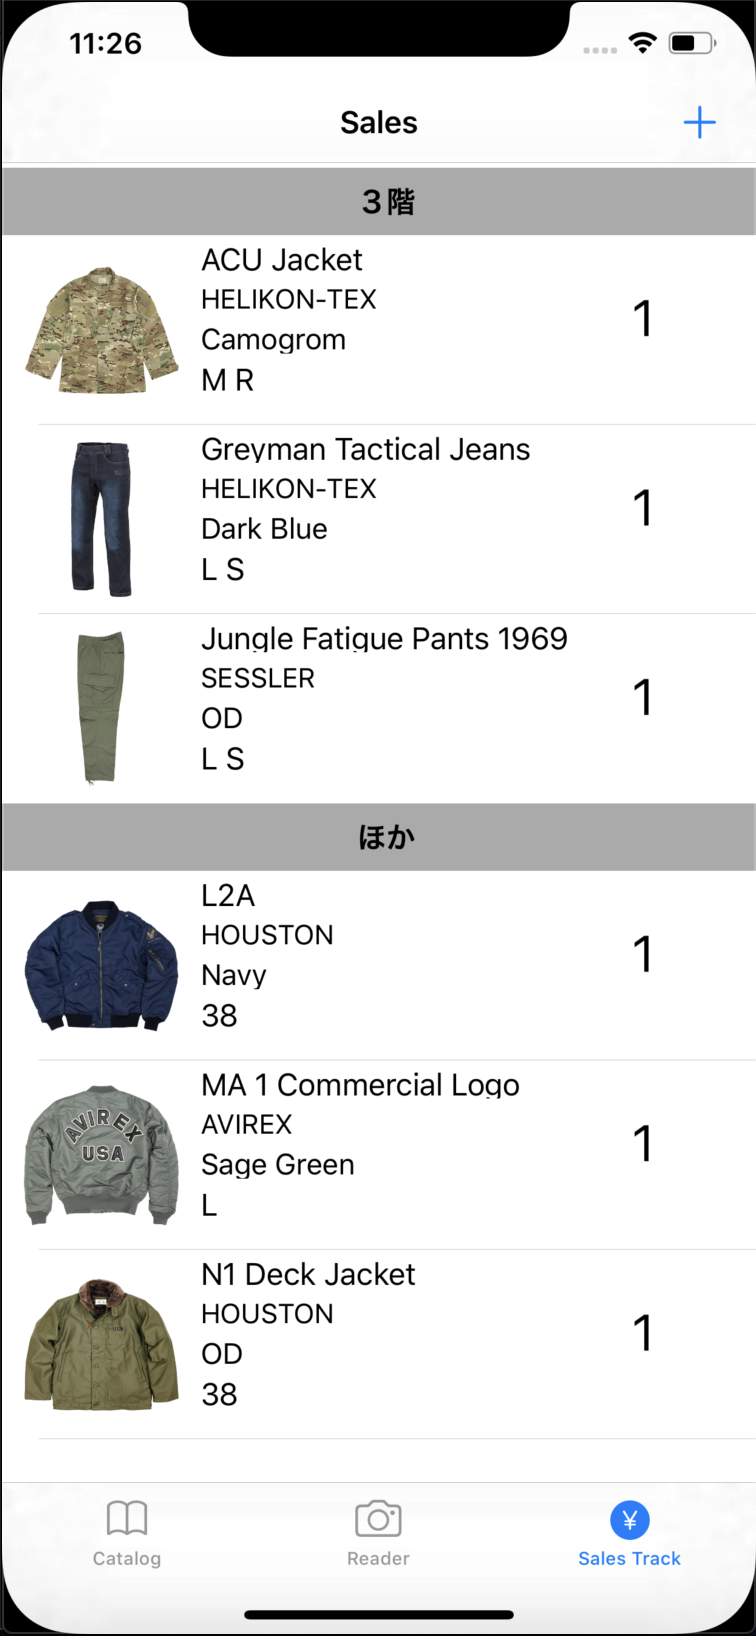 11:26
Sales
3階
ACU Jacket
HELIKON-TEX
Camogrom
M R
1
Greyman Tactical Jeans
HELIKON-TEX
Dark Blue
L S
1
Jungle Fatigue Pants 1969
SESSLER
OD
L S
1
ほか
L2A
HOUSTON
Navy
38
1
AVIREX
USA
MA 1 Commercial Logo
AVIREX
Sage Green
L
1
N1 Deck Jacket
HOUSTON
OD
38
1
¥
Catalog
Reader
Sales Track